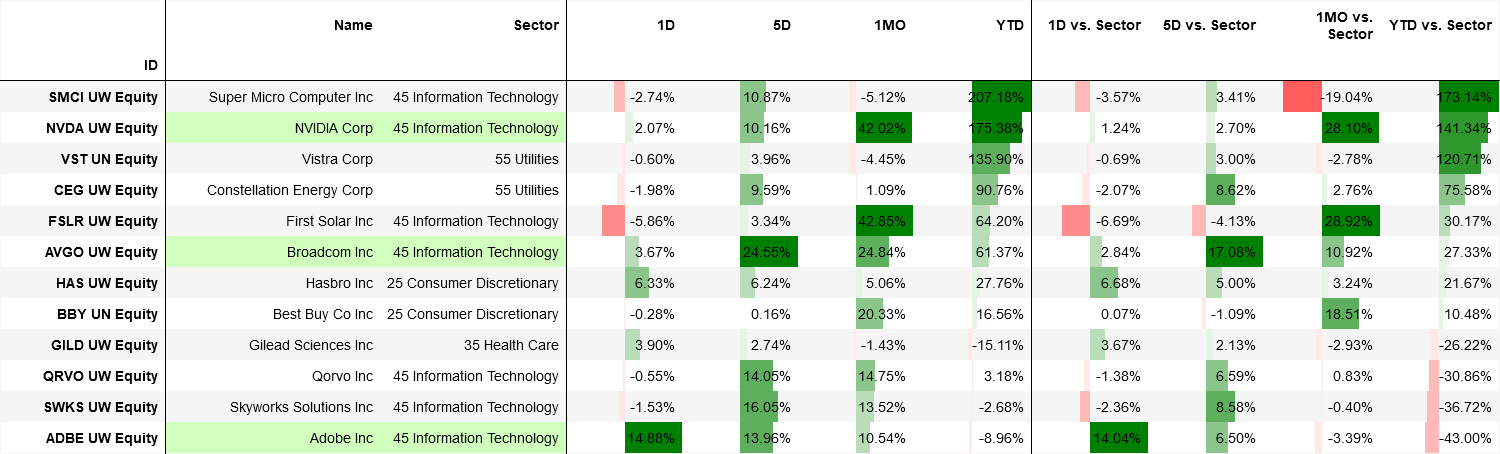 Name Sector 1D 5D 1MO YTD 1D vs. Sector 5D vs. Sector 1MO vs. Sector YTD vs. Sector
ID
SMCI UW Equity Super Micro Computer Inc 45 Information Technology -2.74% 10.87% -5.12% 207.18% -3.57% 3.41% -19.04% 173.14%
NVDA UW Equity NVIDIA Corp 45 Information Technology 2.07% 10.16% 42.02% 175.38% 1.24% 2.70% 28.10% 141.34%
VST UN Equity Vistra Corp 55 Utilities -0.60% 3.96% -4.45% 135.90% -0.69% 3.00% -2.78% 120.71%
CEG UW Equity Constellation Energy Corp 55 Utilities -1.98% 9.59% 1.09% 90.76% -2.07% 8.62% 2.76% 75.58%
FSLR UW Equity First Solar Inc 45 Information Technology -5.86% 3.34% 42.85% 64.20% -6.69% -4.13% 28.92% 30.17%
AVGO UW Equity Broadcom Inc 45 Information Technology 3.67% 24.55% 24.84% 61.37% 2.84% 17.08% 10.92% 27.33%
HAS UW Equity Hasbro Inc 25 Consumer Discretionary 6.33% 6.24% 5.06% 27.76% 6.68% 5.00% 3.24% 21.67%
BBY UN Equity Best Buy Co Inc 25 Consumer Discretionary -0.28% 0.16% 20.33% 16.56% 0.07% -1.09% 18.51% 10.48%
GILD UW Equity Gilead Sciences Inc 35 Health Care 3.90% 2.74% -1.43% -15.11% 3.67% 2.13% -2.93% -26.22%
QRVO UW Equity Qorvo Inc 45 Information Technology -0.55% 14.05% 14.75% 3.18% -1.38% 6.59% 0.83% -30.86%
SWKS UW Equity Skyworks Solutions Inc 45 Information Technology -1.53% 16.05% 13.52% -2.68% -2.36% 8.58% -0.40% -36.72%
ADBE UW Equity Adobe Inc 45 Information Technology 14.88% 13.96% 10.54% -8.96% 14.04% 6.50% -3.39% -43.00%